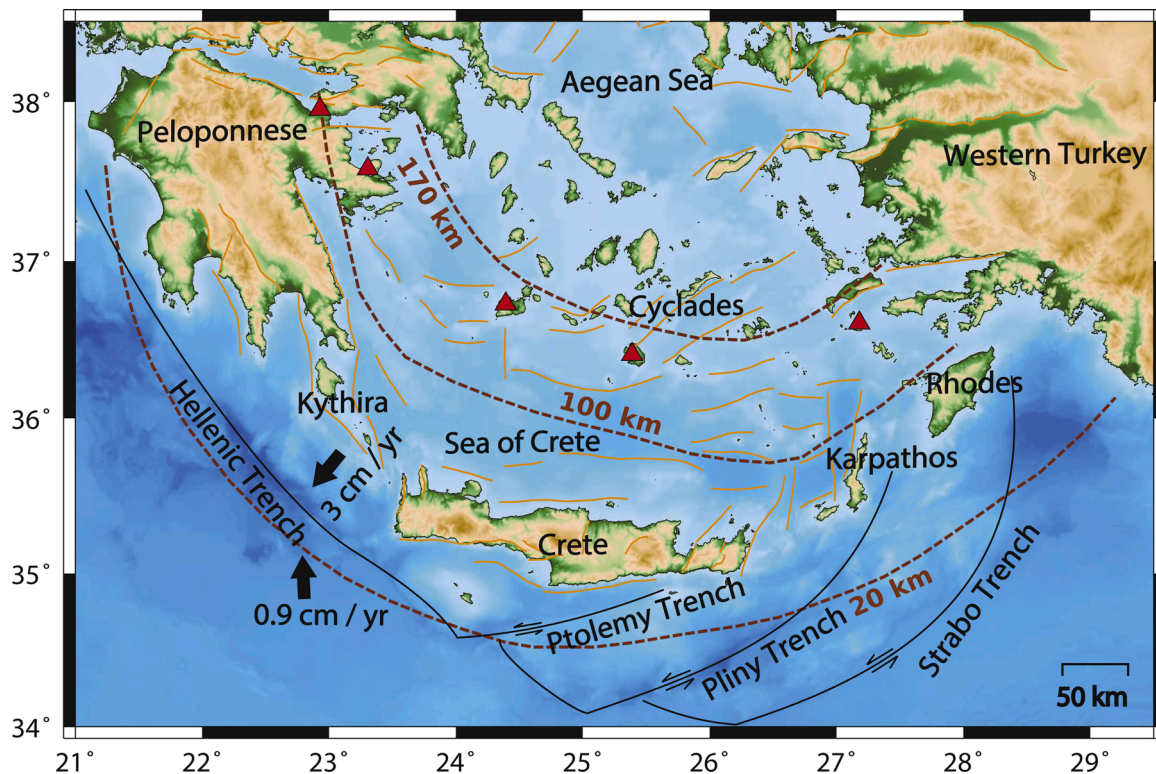 Aegean Sea
38°
Peloponnese
Western Turkey
170 km
37°
Cyclades
Rhodes
Kythira
100 km
36°
Hellenic Trench
Sea of Crete
Karpathos
3 cm / yr
Crete
35°
0.9 cm / yr
Ptolemy Trench
20 km
Pliny Trench
Strabo Trench
50 km
34°
21° 22° 23° 24° 25° 26° 27° 28° 29°